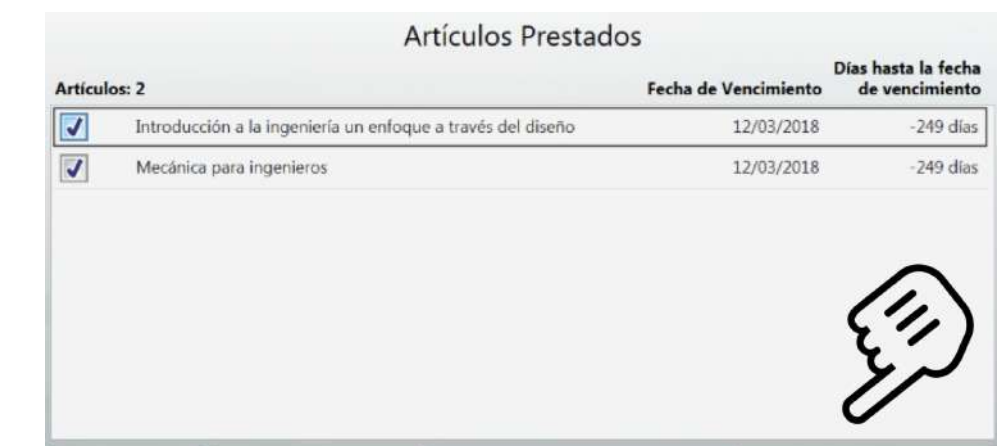 Artículos Prestados
Artículos: 2
Fecha de Vencimiento
Días hasta la fecha
de vencimiento
Introducción a la ingeniería un enfoque a través del diseño 12/03/2018 -249 días
Mecánica para ingenieros 12/03/2018 -249 días